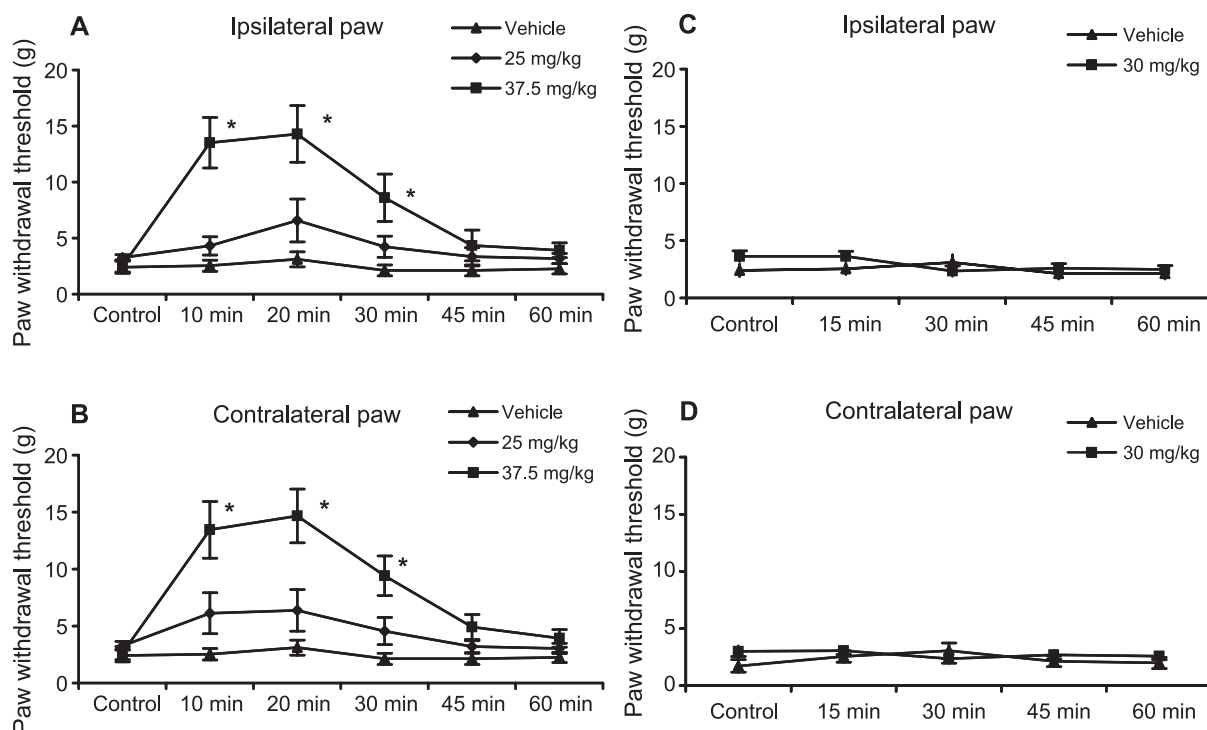 A
Ipsilateral paw
Vehicle
25 mg/kg
37.5 mg/kg
Paw withdrawal threshold (g)
20
15
10
5
0
Control 10 min 20 min 30 min 45 min 60 min
* * *
C
Ipsilateral paw
Vehicle
30 mg/kg
Paw withdrawal threshold (g)
20
15
10
5
0
Control 15 min 30 min 45 min 60 min
B
Contralateral paw
Vehicle
25 mg/kg
37.5 mg/kg
Paw withdrawal threshold (g)
20
15
10
5
0
Control 10 min 20 min 30 min 45 min 60 min
* * *
D
Contralateral paw
Vehicle
30 mg/kg
Paw withdrawal threshold (g)
20
15
10
5
0
Control 15 min 30 min 45 min 60 min